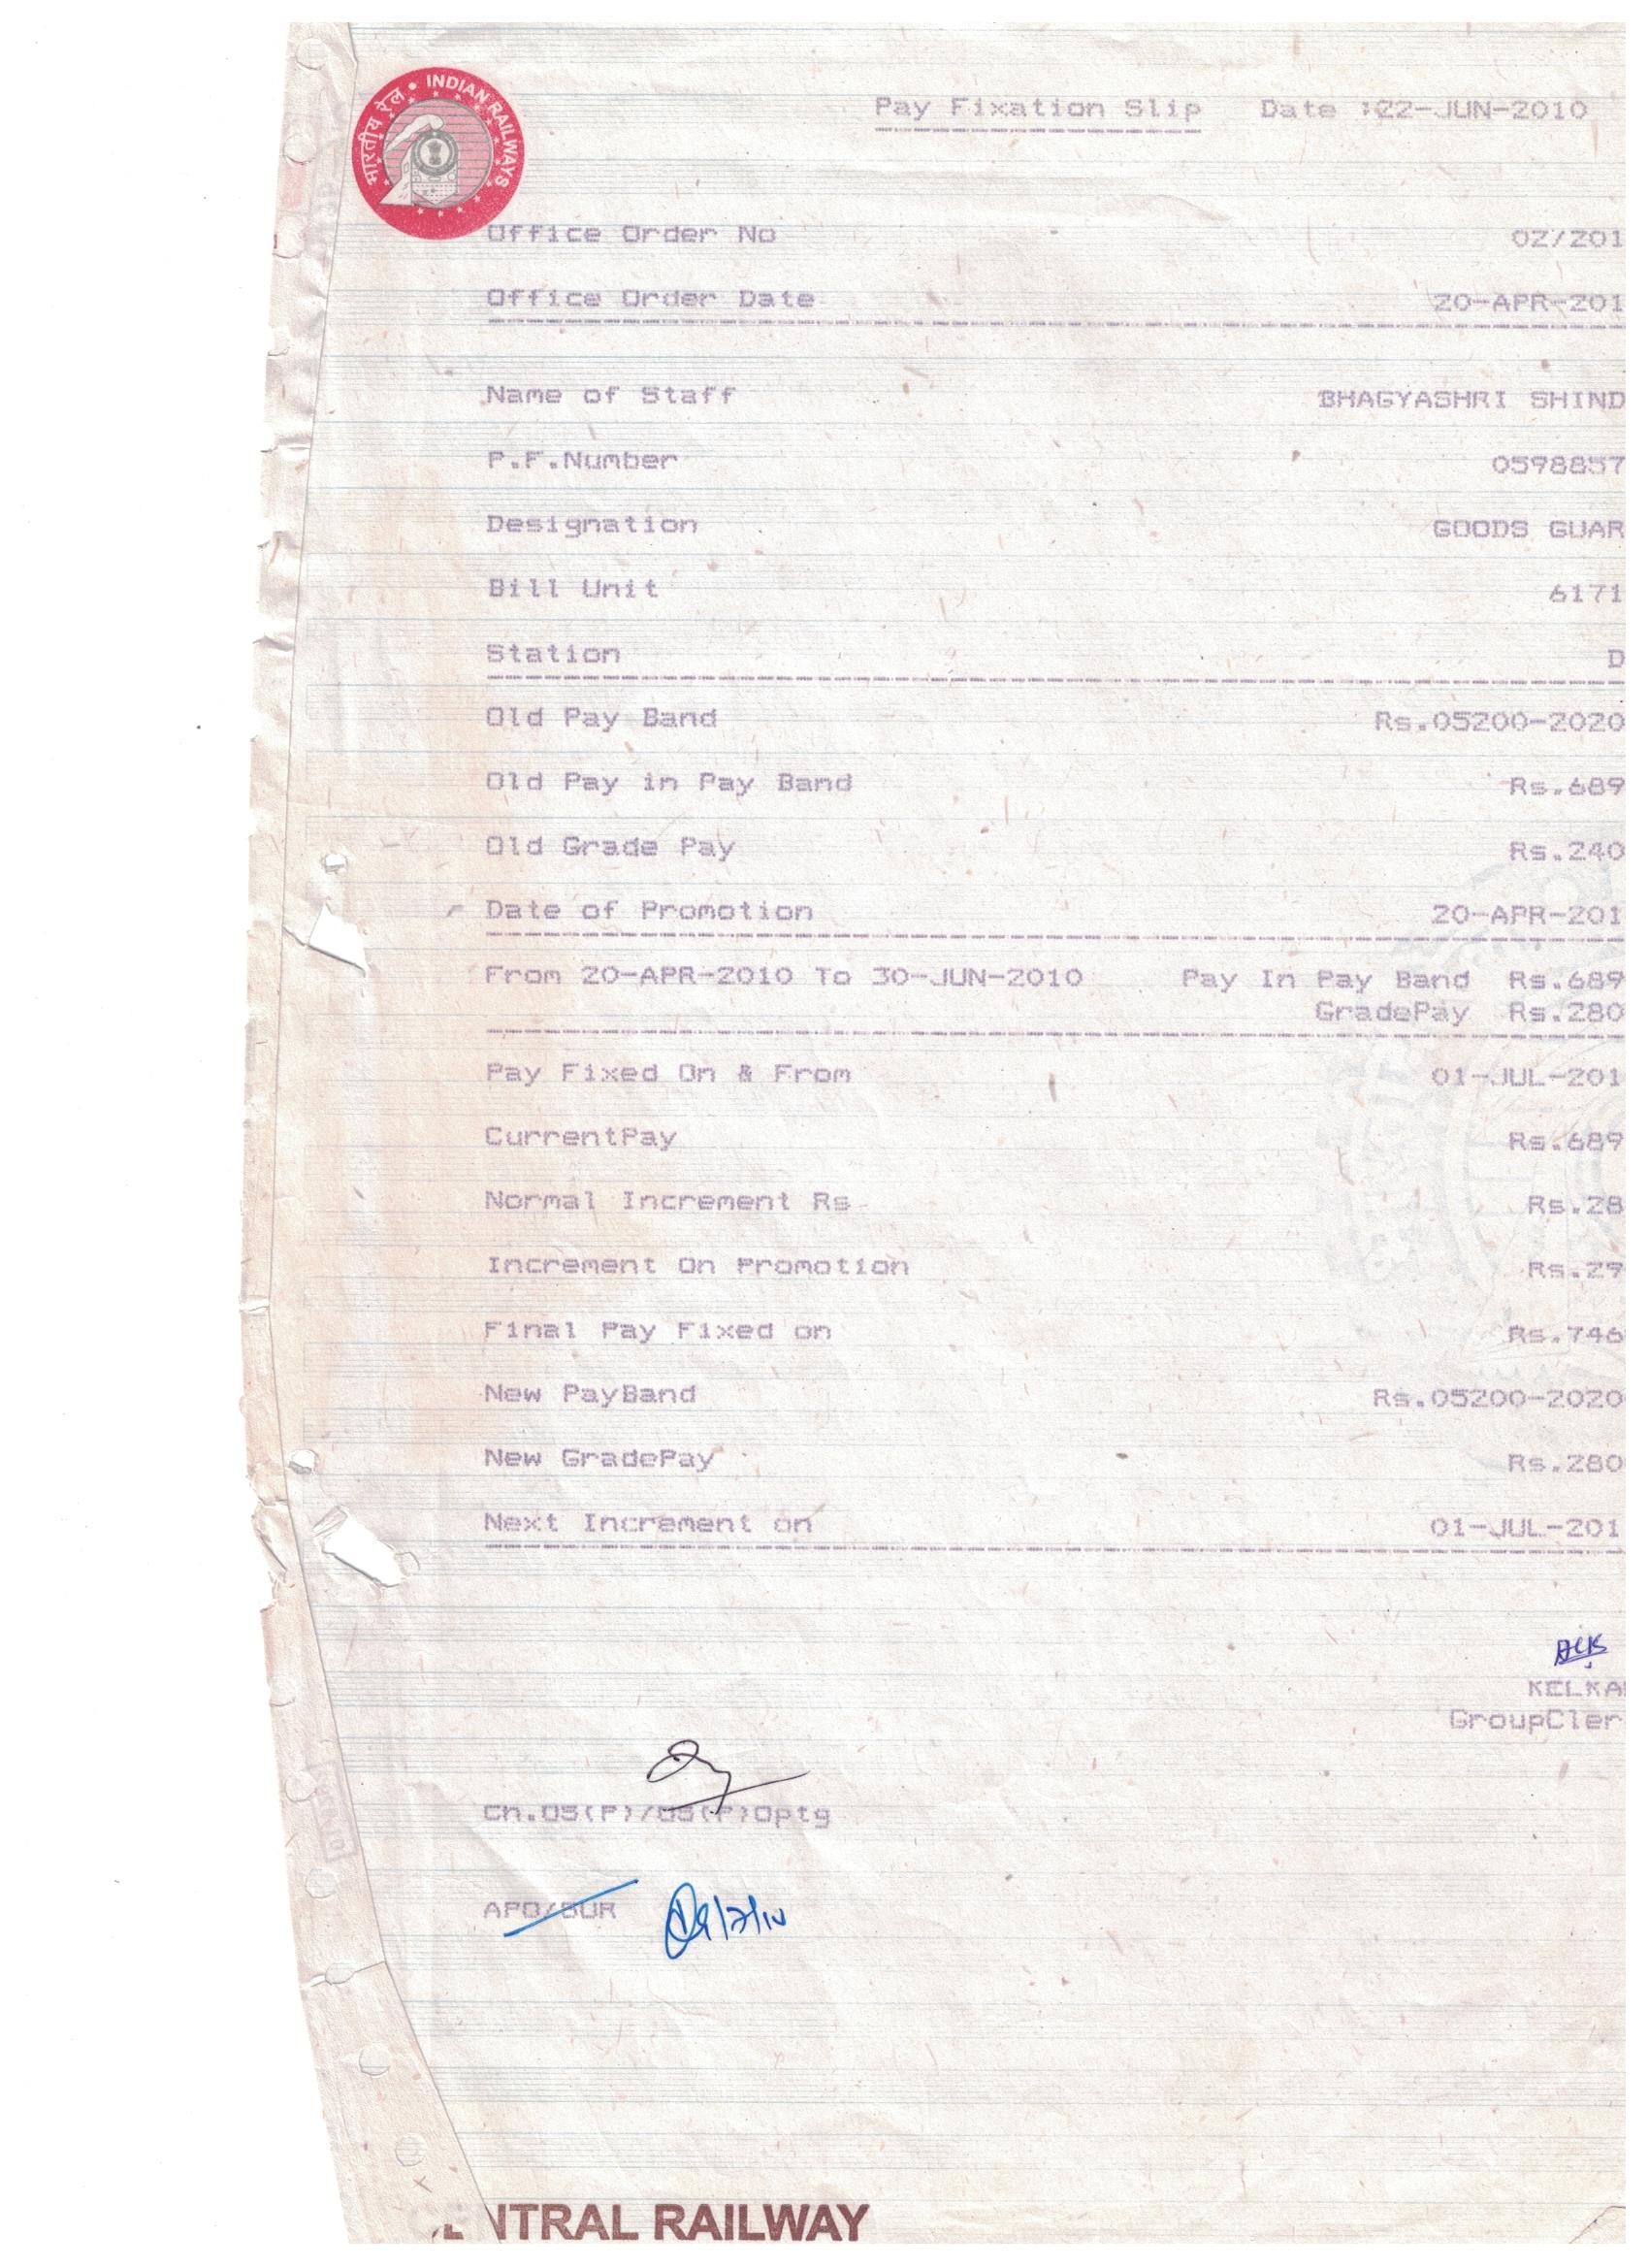 भारतीय रेल • INDIAN RAILWAYS
Pay Fixation Slip Date :22-JUN-2010
Office Order No 02/201
Office Order Date 20-APR-201
Name of Staff BHAGYASHRI SHIND
P.F.Number 0598857
Designation GOODS GUAR
Bill Unit 6171
Station D
Old Pay Band Rs.05200-2020
Old Pay in Pay Band Rs.689
Old Grade Pay Rs.240
Date of Promotion 20-APR-201
From 20-APR-2010 To 30-JUN-2010 Pay In Pay Band Rs.689
GradePay Rs.280
Pay Fixed On & From 01-JUL-201
CurrentPay Rs.689
Normal Increment Rs Rs.28
Increment On Promotion Rs.29
Final Pay Fixed on Rs.746
New PayBand Rs.05200-2020
New GradePay Rs.280
Next Increment on 01-JUL-201
KELKA
GroupCler
Ch.OS(P)/OS(P)Optg
APO/SUR
ENTRAL RAILWAY